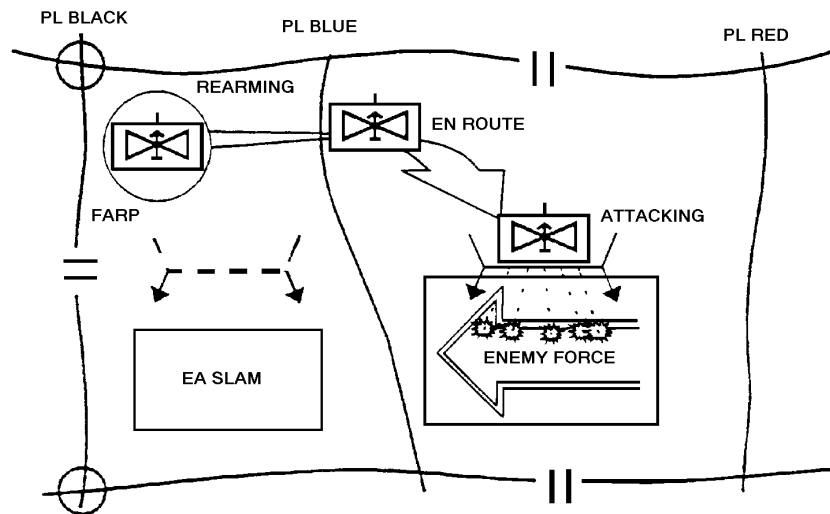 PL BLACK
PL BLUE
PL RED
REARMING
EN ROUTE
FARP
ATTACKING
EA SLAM
ENEMY FORCE